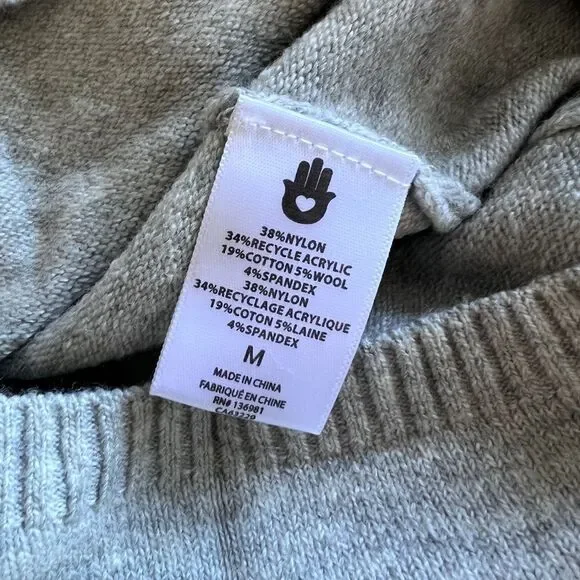 38%NYLON
34%RECYCLE ACRYLIC
19%COTTON 5%WOOL
4%SPANDEX
38%NYLON
34%RECYCLAGE ACRYLIQUE
19%COTON 5%LAINE
4%SPANDEX
M
MADE IN CHINA
FABRIQUÉ EN CHINE
RN# 136981
CA63229